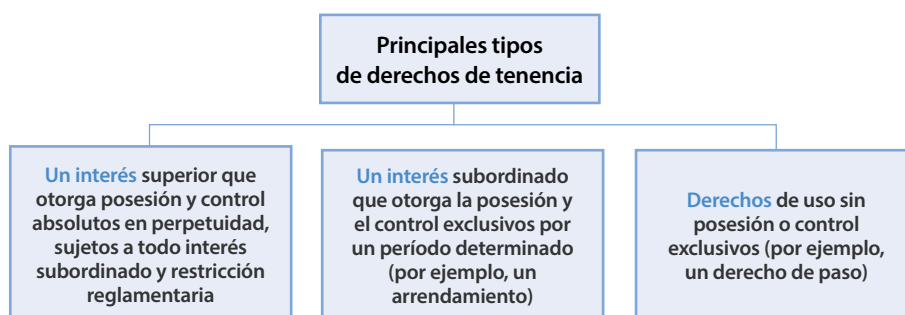 Principales tipos
de derechos de tenencia
Un interés superior que
otorga posesión y control
absolutos en perpetuidad,
sujetos a todo interés
subordinado y restricción
reglamentaria
Un interés subordinado
que otorga la posesión y
el control exclusivos por
un período determinado
(por ejemplo, un
arrendamiento)
Derechos de uso sin
posesión o control
exclusivos (por ejemplo,
un derecho de paso)